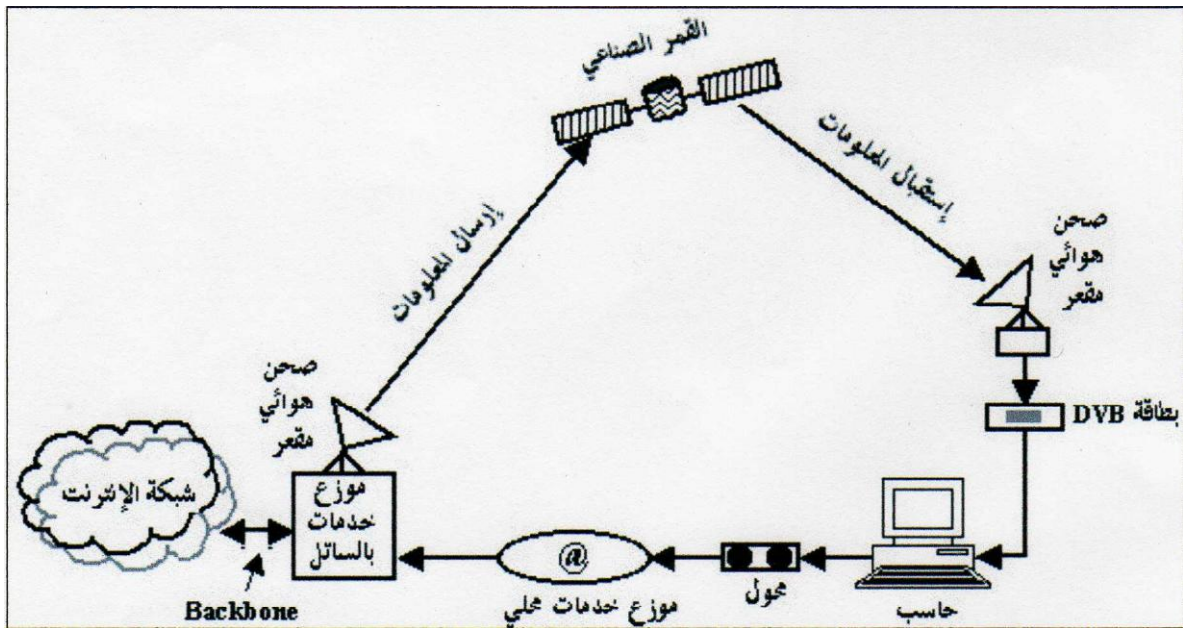 القمر الصناعي
إرسال المعلومات
إستقبال المعلومات
صحن
هوائي
مقعر
بطاقة DVB
صحن
هوائي
مقعر
شبكة الإنترنت
موزع
خدمات
بالساتل
Backbone
@
موزع خدمات محلي
محول
حاسب